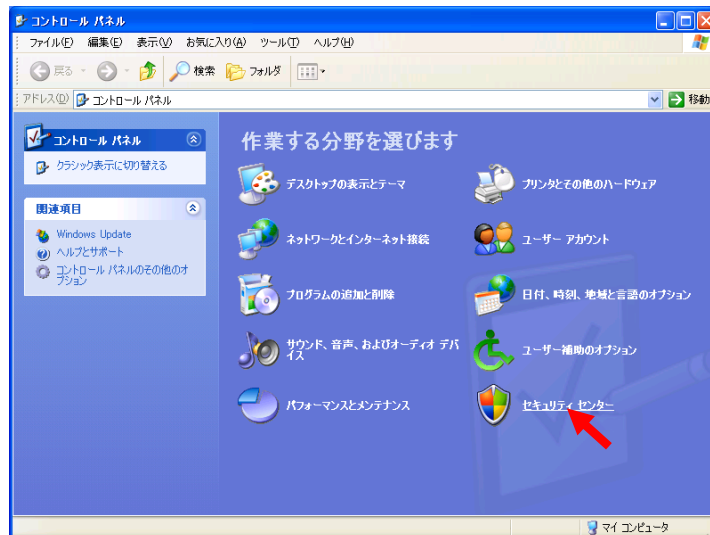 コントロール パネル
ファイル(F) 編集(E) 表示(V) お気に入り(A) ツール(T) ヘルプ(H)
戻る 検索 フォルダ
アドレス(D) コントロール パネル 移動
コントロール パネル
クラシック表示に切り替える
関連項目
Windows Update
ヘルプとサポート
コントロール パネルのその他のオ
プション
作業する分野を選びます
デスクトップの表示とテーマ
プリンタとその他のハードウェア
ネットワークとインターネット接続
ユーザー アカウント
プログラムの追加と削除
日付、時刻、地域と言語のオプション
サウンド、音声、およびオーディオ デバ
イス
ユーザー補助のオプション
パフォーマンスとメンテナンス
セキュリティ センター
マイ コンピュータ